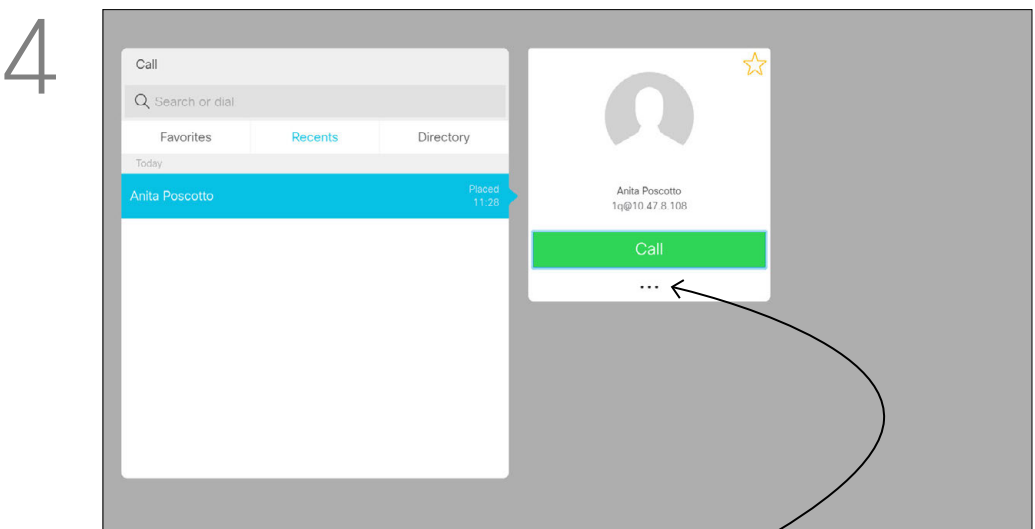 4
Call
Search or dial
Favorites Recents Directory
Today
Anita Poscotto Placed
11:28
Anita Poscotto
1q@10.47.8.108
Call
...